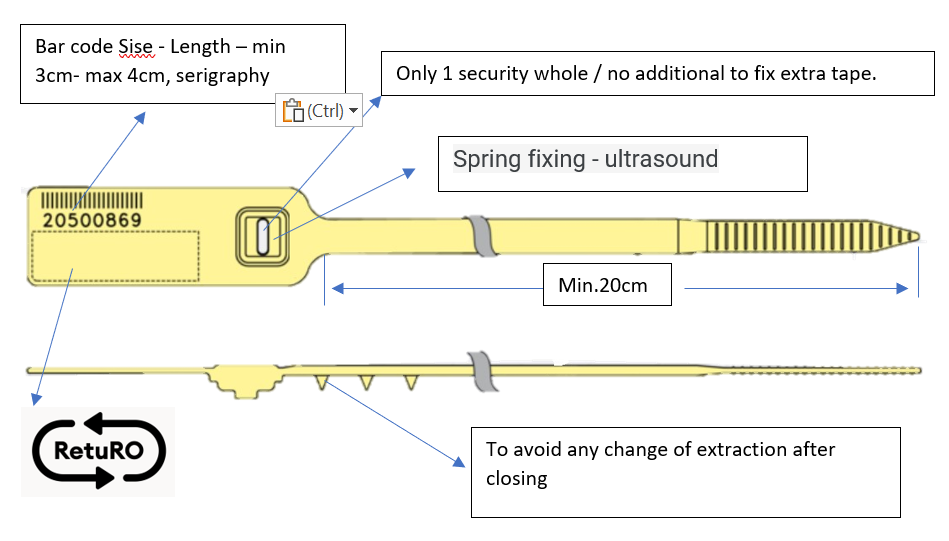 Bar code Sise - Length – min
3cm- max 4cm, serigraphy
Only 1 security whole / no additional to fix extra tape.
(Ctrl)
Spring fixing - ultrasound
20500869
Min.20cm
RetuRO
To avoid any change of extraction after
closing